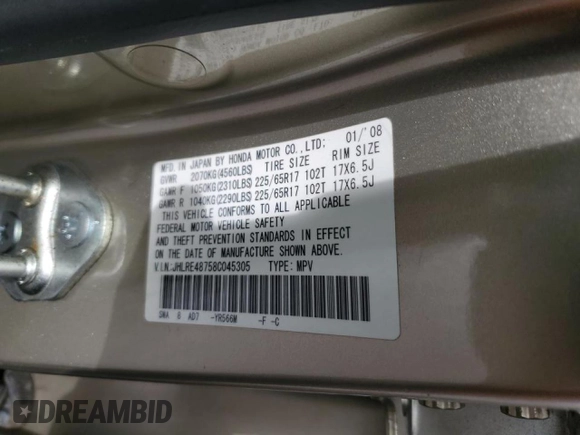 MFD. IN JAPAN BY HONDA MOTOR CO., LTD; 01/'08
GVWR 2070KG(4560LBS) TIRE SIZE RIM SIZE
GAWR F 1050KG(2310LBS) 225/65R17 102T 17X6.5J
GAWR R 1040KG(2290LBS) 225/65R17 102T 17X6.5J
THIS VEHICLE CONFORMS TO ALL APPLICABLE
FEDERAL MOTOR VEHICLE SAFETY
AND THEFT PREVENTION STANDARDS IN EFFECT
ON THE DATE OF MANUFACTURE SHOWN ABOVE.
V.I.N.:JHLRE48758C045305 TYPE: MPV
SWA 8 AD7 -YR566M -F -C
DREAMBID